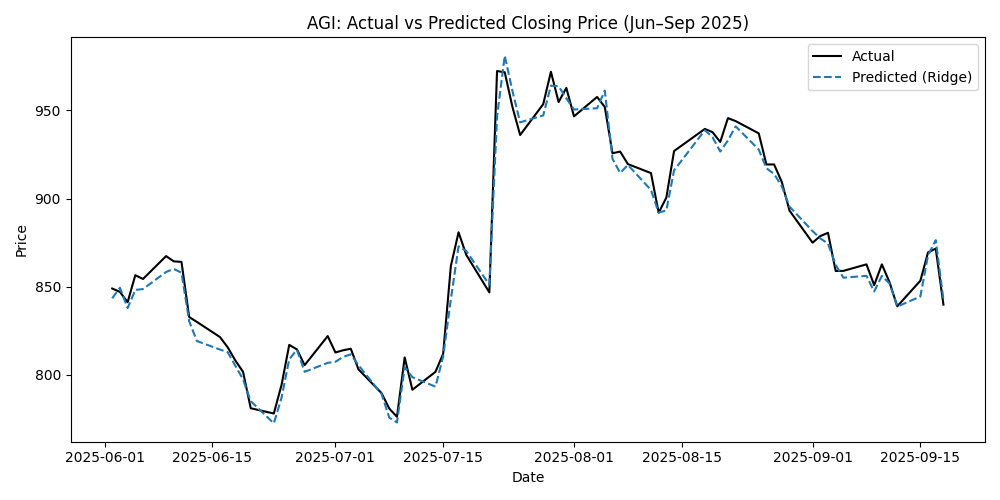 AGI: Actual vs Predicted Closing Price (Jun–Sep 2025)
Actual
Predicted (Ridge)
Price
950
900
850
800
2025-06-01 2025-06-15 2025-07-01 2025-07-15 2025-08-01 2025-08-15 2025-09-01 2025-09-15
Date